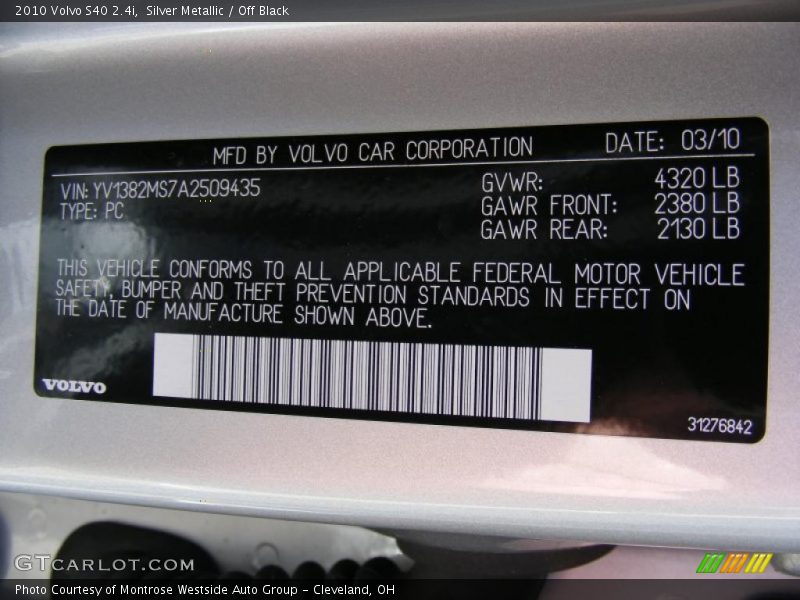 2010 Volvo S40 2.4i, Silver Metallic / Off Black
MFD BY VOLVO CAR CORPORATION DATE: 03/10
VIN: YV1382MS7A2509435 GVWR: 4320 LB
TYPE: PC GAWR FRONT: 2380 LB
GAWR REAR: 2130 LB
THIS VEHICLE CONFORMS TO ALL APPLICABLE FEDERAL MOTOR VEHICLE
SAFETY, BUMPER AND THEFT PREVENTION STANDARDS IN EFFECT ON
THE DATE OF MANUFACTURE SHOWN ABOVE.
VOLVO
31276842
GTCARLOT.COM
Photo Courtesy of Montrose Westside Auto Group - Cleveland, OH